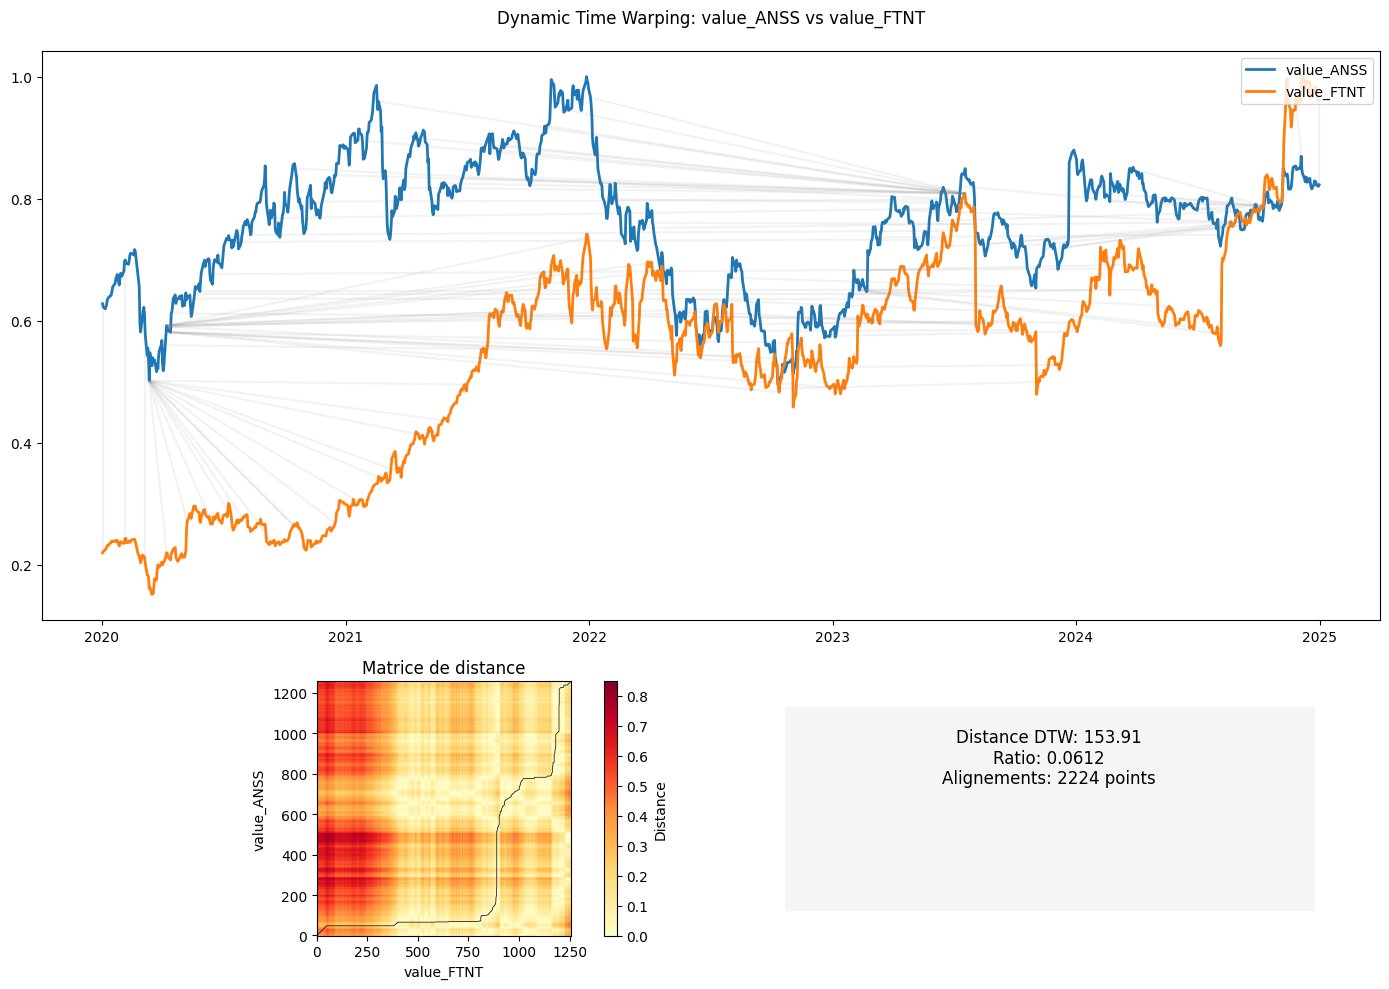 Dynamic Time Warping: value_ANSS vs value_FTNT
value_ANSS
value_FTNT
1.0
0.8
0.6
0.4
0.2
2020 2021 2022 2023 2024 2025
Matrice de distance
value_ANSS
1200
1000
800
600
400
200
0
0 250 500 750 1000 1250
value_FTNT
0.8
0.7
0.6
0.5
0.4
0.3
0.2
0.1
0.0
Distance
Distance DTW: 153.91
Ratio: 0.0612
Alignements: 2224 points